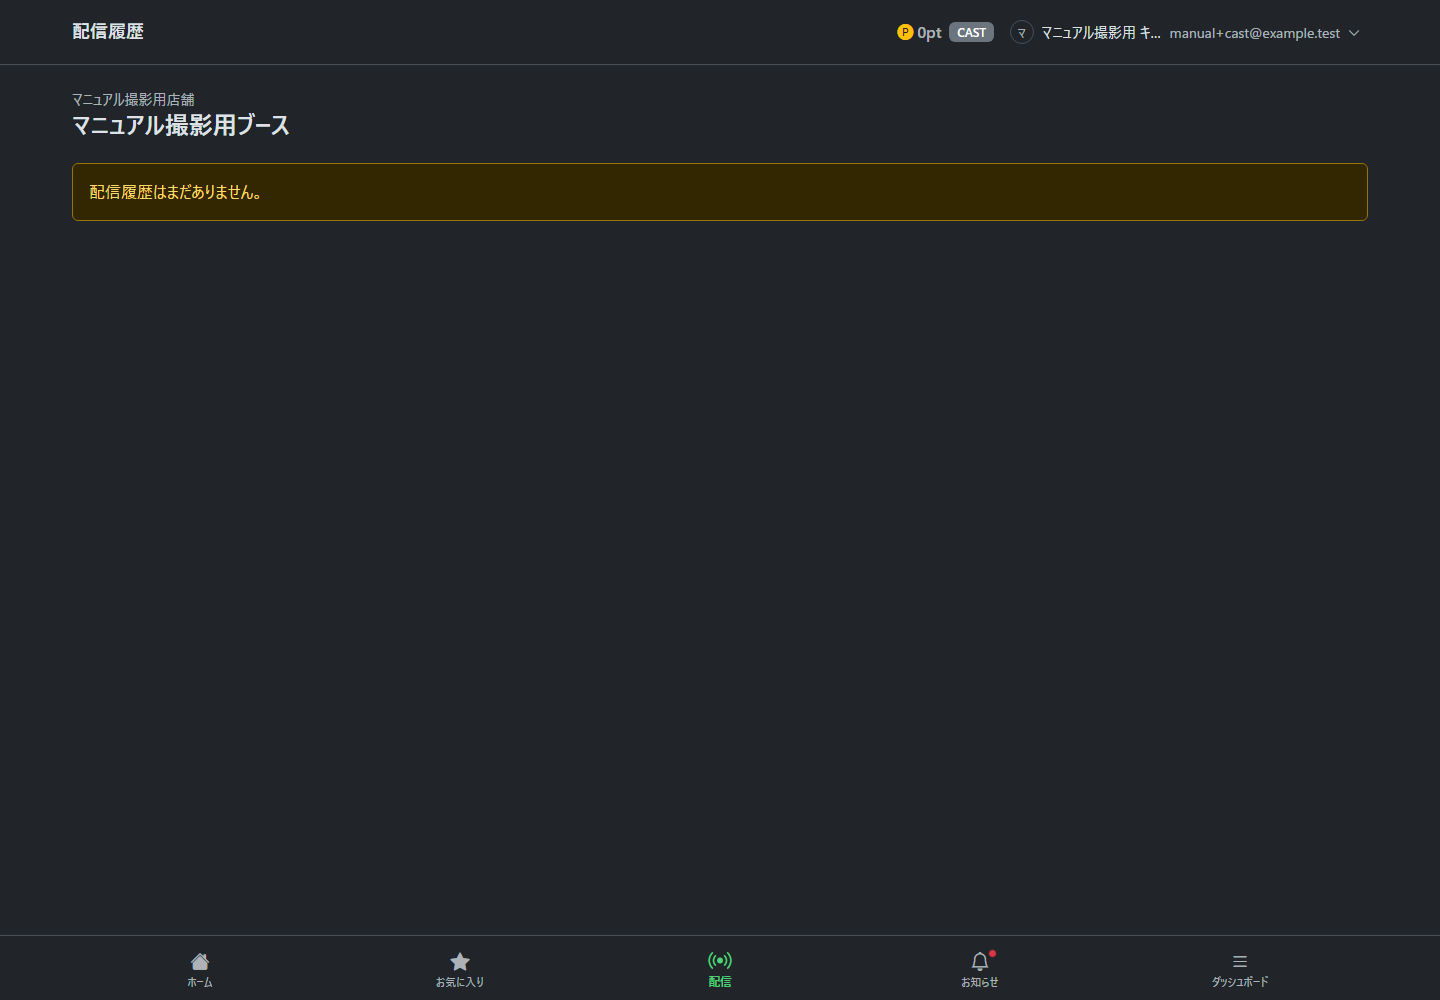 配信履歴
P 0pt CAST マ マニュアル撮影用 キ... manual+cast@example.test
マニュアル撮影用店舗
マニュアル撮影用ブース
配信履歴はまだありません。
ホーム お気に入り 配信 お知らせ ダッシュボード